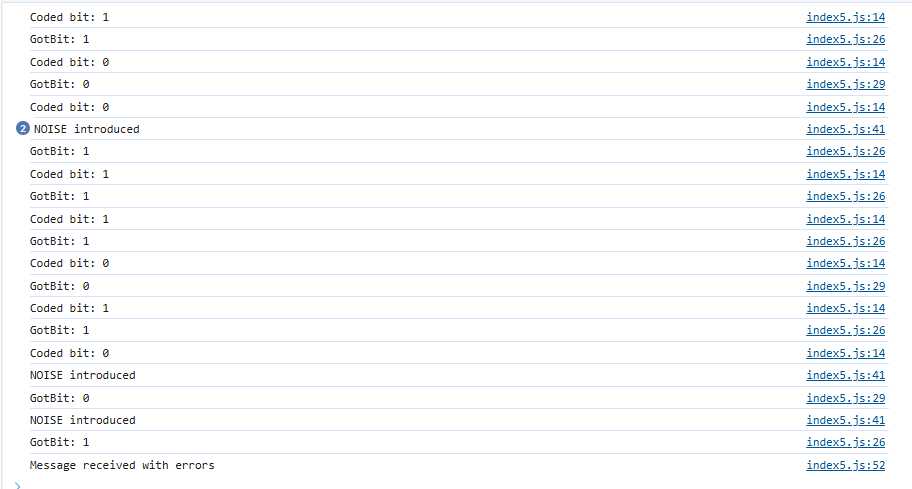 Coded bit: 1 index5.js:14
GotBit: 1 index5.js:26
Coded bit: 0 index5.js:14
GotBit: 0 index5.js:29
Coded bit: 0 index5.js:14
2 NOISE introduced index5.js:41
GotBit: 1 index5.js:26
Coded bit: 1 index5.js:14
GotBit: 1 index5.js:26
Coded bit: 1 index5.js:14
GotBit: 1 index5.js:26
Coded bit: 0 index5.js:14
GotBit: 0 index5.js:29
Coded bit: 1 index5.js:14
GotBit: 1 index5.js:26
Coded bit: 0 index5.js:14
NOISE introduced index5.js:41
GotBit: 0 index5.js:29
NOISE introduced index5.js:41
GotBit: 1 index5.js:26
Message received with errors index5.js:52
>